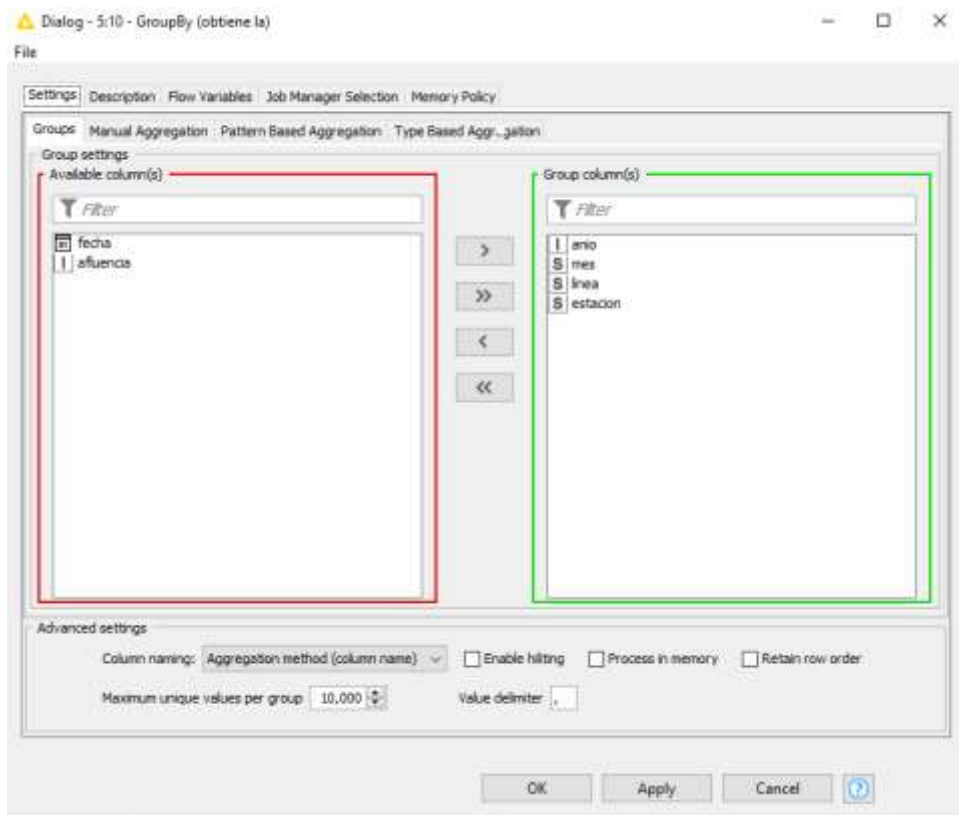 Dialog - 5:10 - GroupBy (obtiene la)
File
Settings Description Flow Variables Job Manager Selection Memory Policy
Groups Manual Aggregation Pattern Based Aggregation Type Based Aggr...gation
Group settings
Available column(s)
Filter
fecha
I afluencia
>
>>
<
<<
Group column(s)
Filter
I anio
S mes
S linea
S estacion
Advanced settings
Column naming: Aggregation method (column name) Enable hiliting Process in memory Retain row order
Maximum unique values per group 10,000 Value delimiter ,
OK Apply Cancel ?